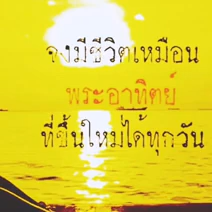 จงมีชีวิตเหมือน
พระอาทิตย์
ที่ขึ้นใหม่ได้ทุกวัน